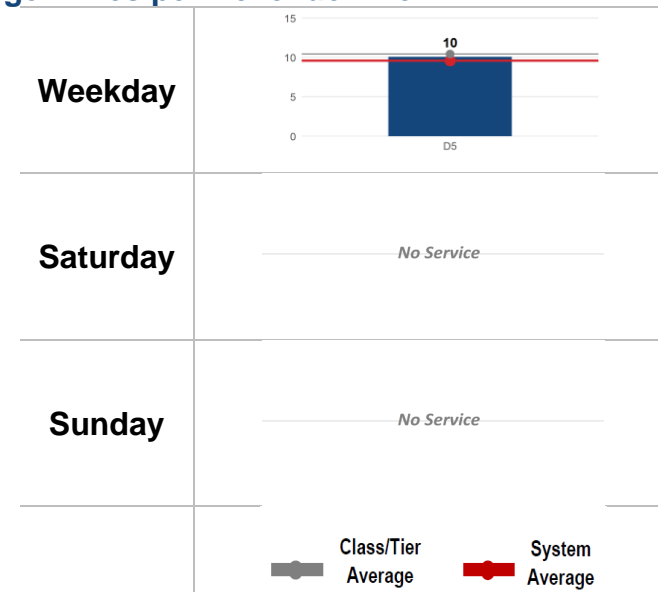 Weekday
15
10
5
0
10
D5
Saturday
No Service
Sunday
No Service
Class/Tier
Average
System
Average